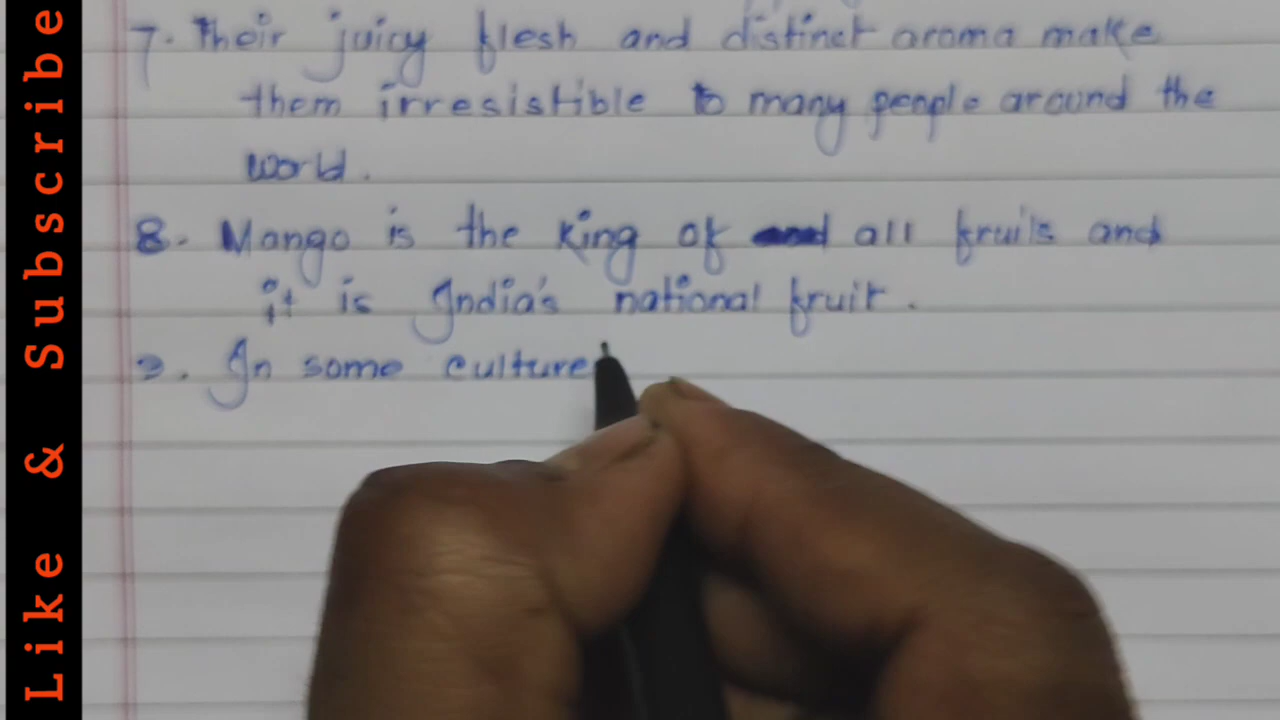 Like & Subscribe
7. Their juicy flesh and distinct aroma make
them irresistible to many people around the
world.
8. Mango is the King of all fruits and
it is India's national fruit.
9. In some culture